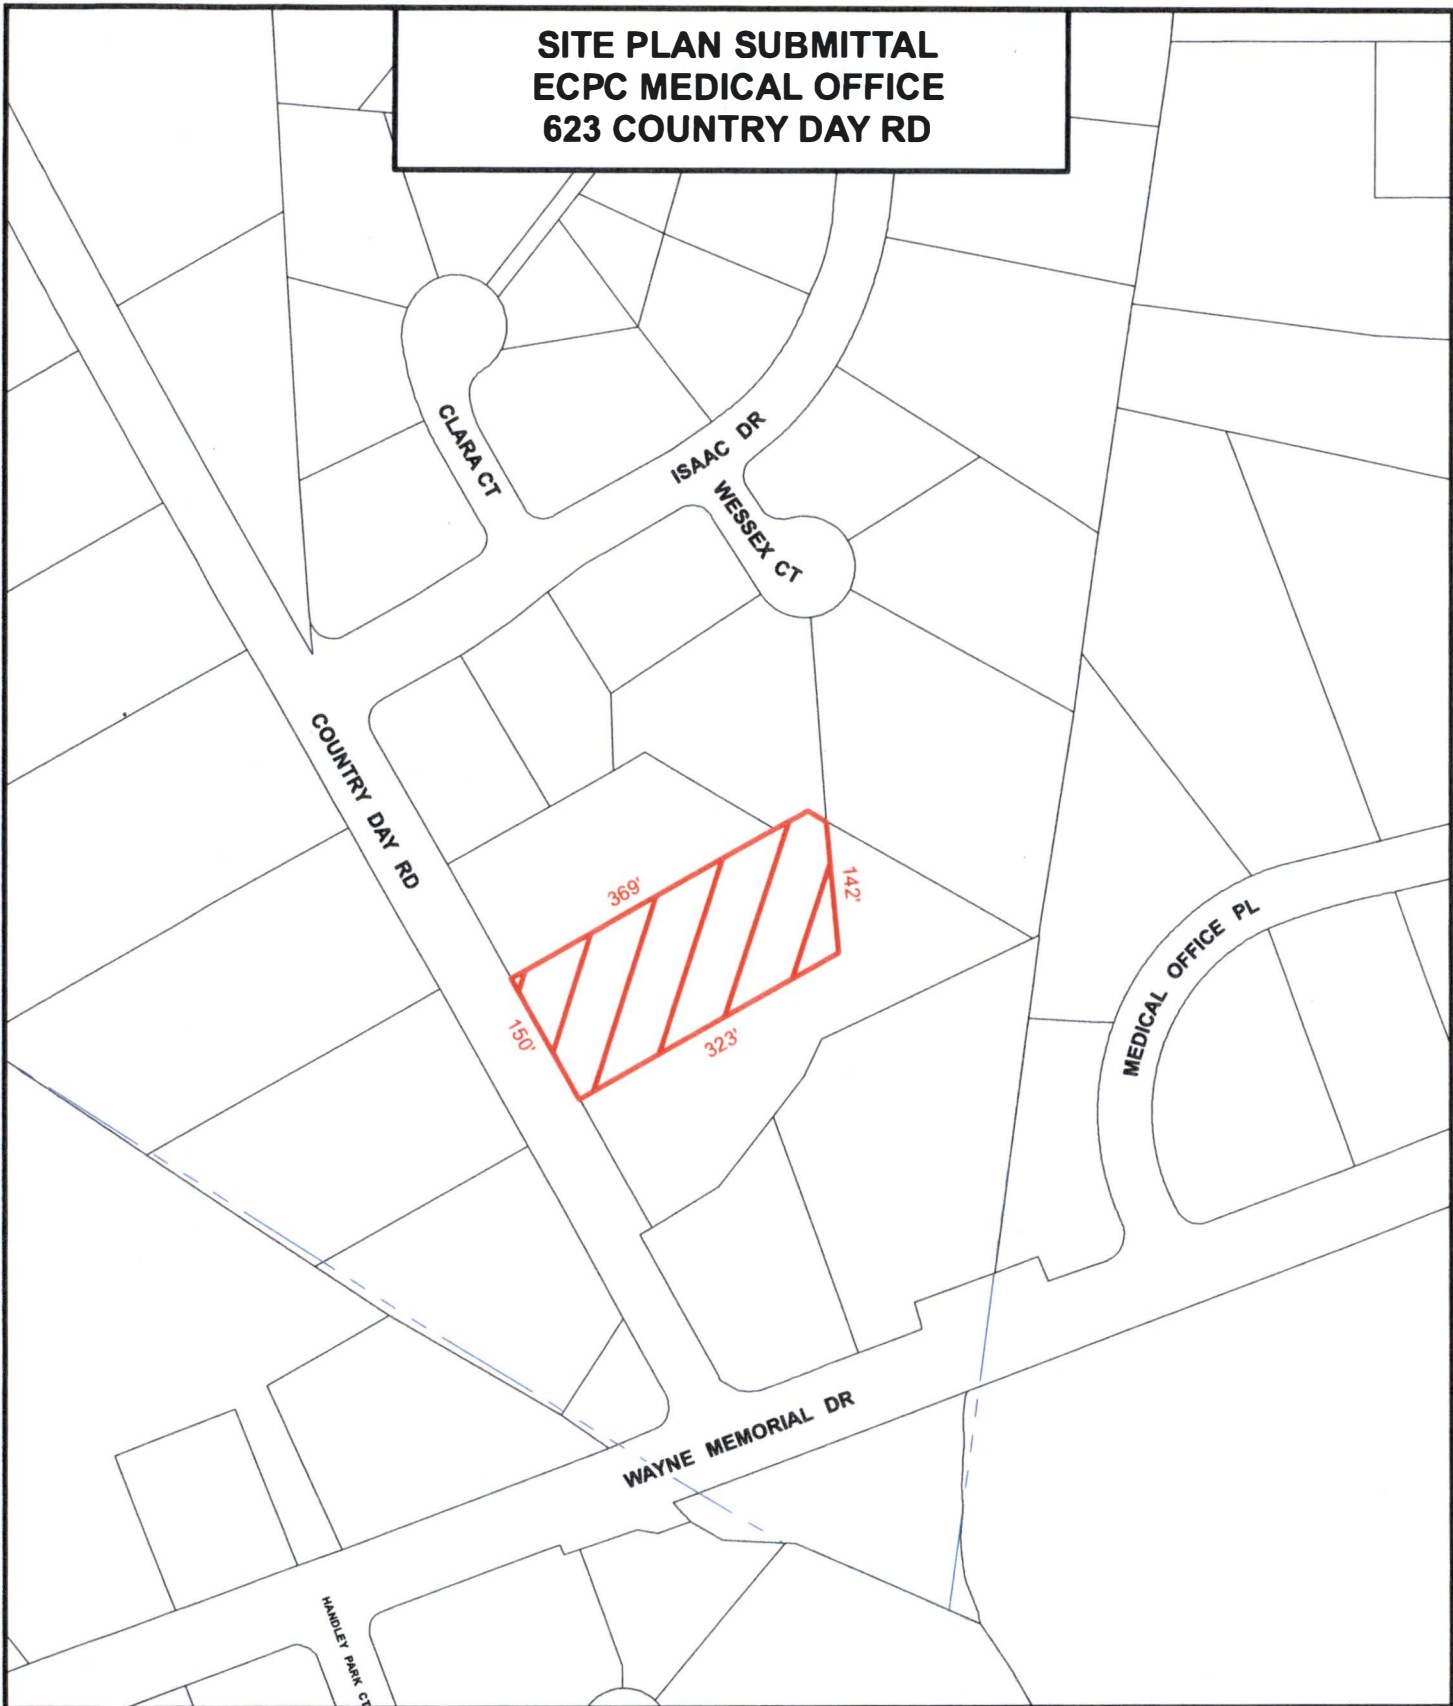 SITE PLAN SUBMITTAL
ECPC MEDICAL OFFICE
623 COUNTRY DAY RD
CLARA CT
ISAAC DR
WESSEX CT
COUNTRY DAY RD
369'
142'
150'
323'
MEDICAL OFFICE PL
WAYNE MEMORIAL DR
HANDLEY PARK CT